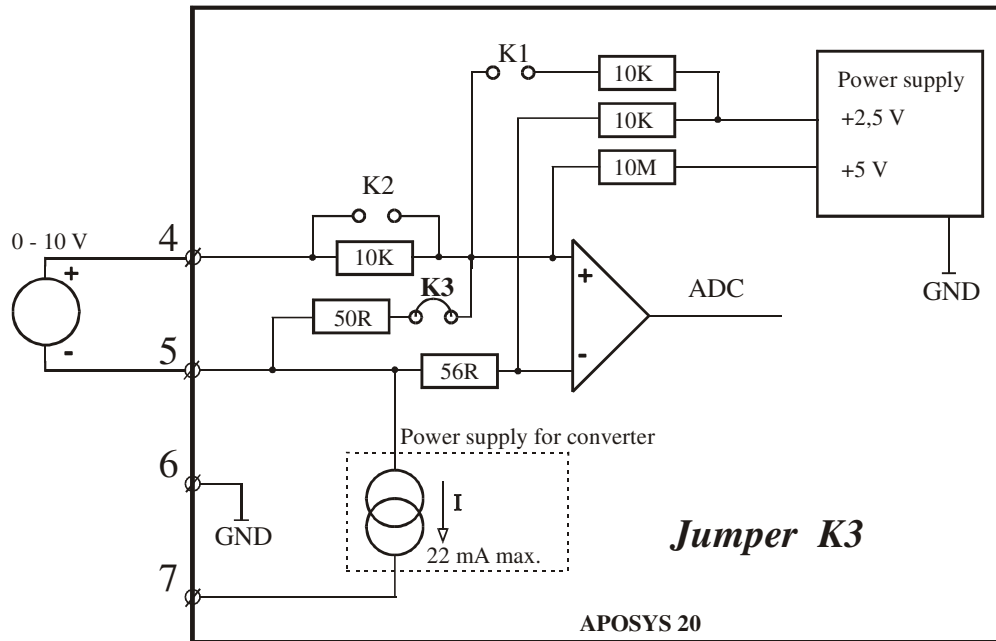 K1
10K
Power supply
10K
+2,5 V
10M
+5 V
K2
4
0 - 10 V
+
10K
K3
+
ADC
GND
50R
-
5
56R
-
Power supply for converter
6
I
GND
22 mA max.
Jumper K3
7
APOSYS 20